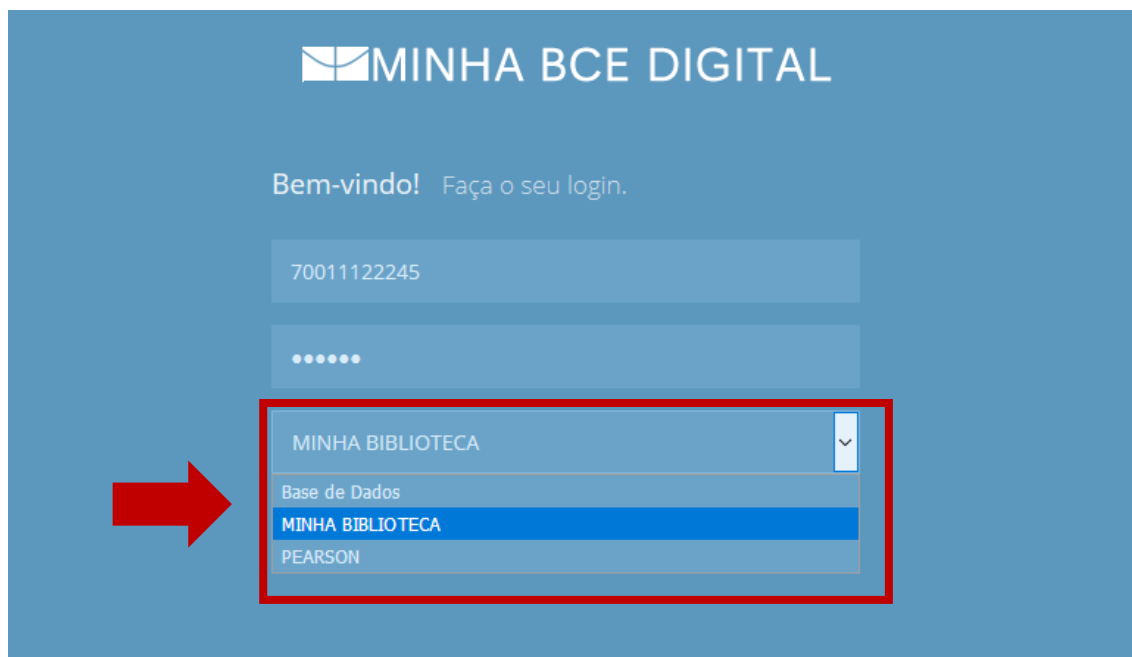 MINHA BCE DIGITAL
Bem-vindo! Faça o seu login.
70011122245
••••••
MINHA BIBLIOTECA
Base de Dados
MINHA BIBLIOTECA
PEARSON